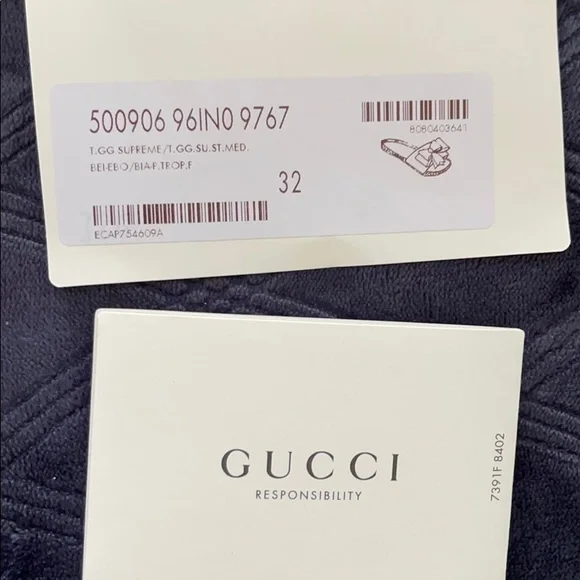 500906 96IN0 9767
8080403641
T.GG SUPREME/T.GG.SU.ST.MED.
BEI-EBO/BIA-F.TROP.F
32
ECAP754609A
GUCCI
RESPONSIBILITY
7391F 8402